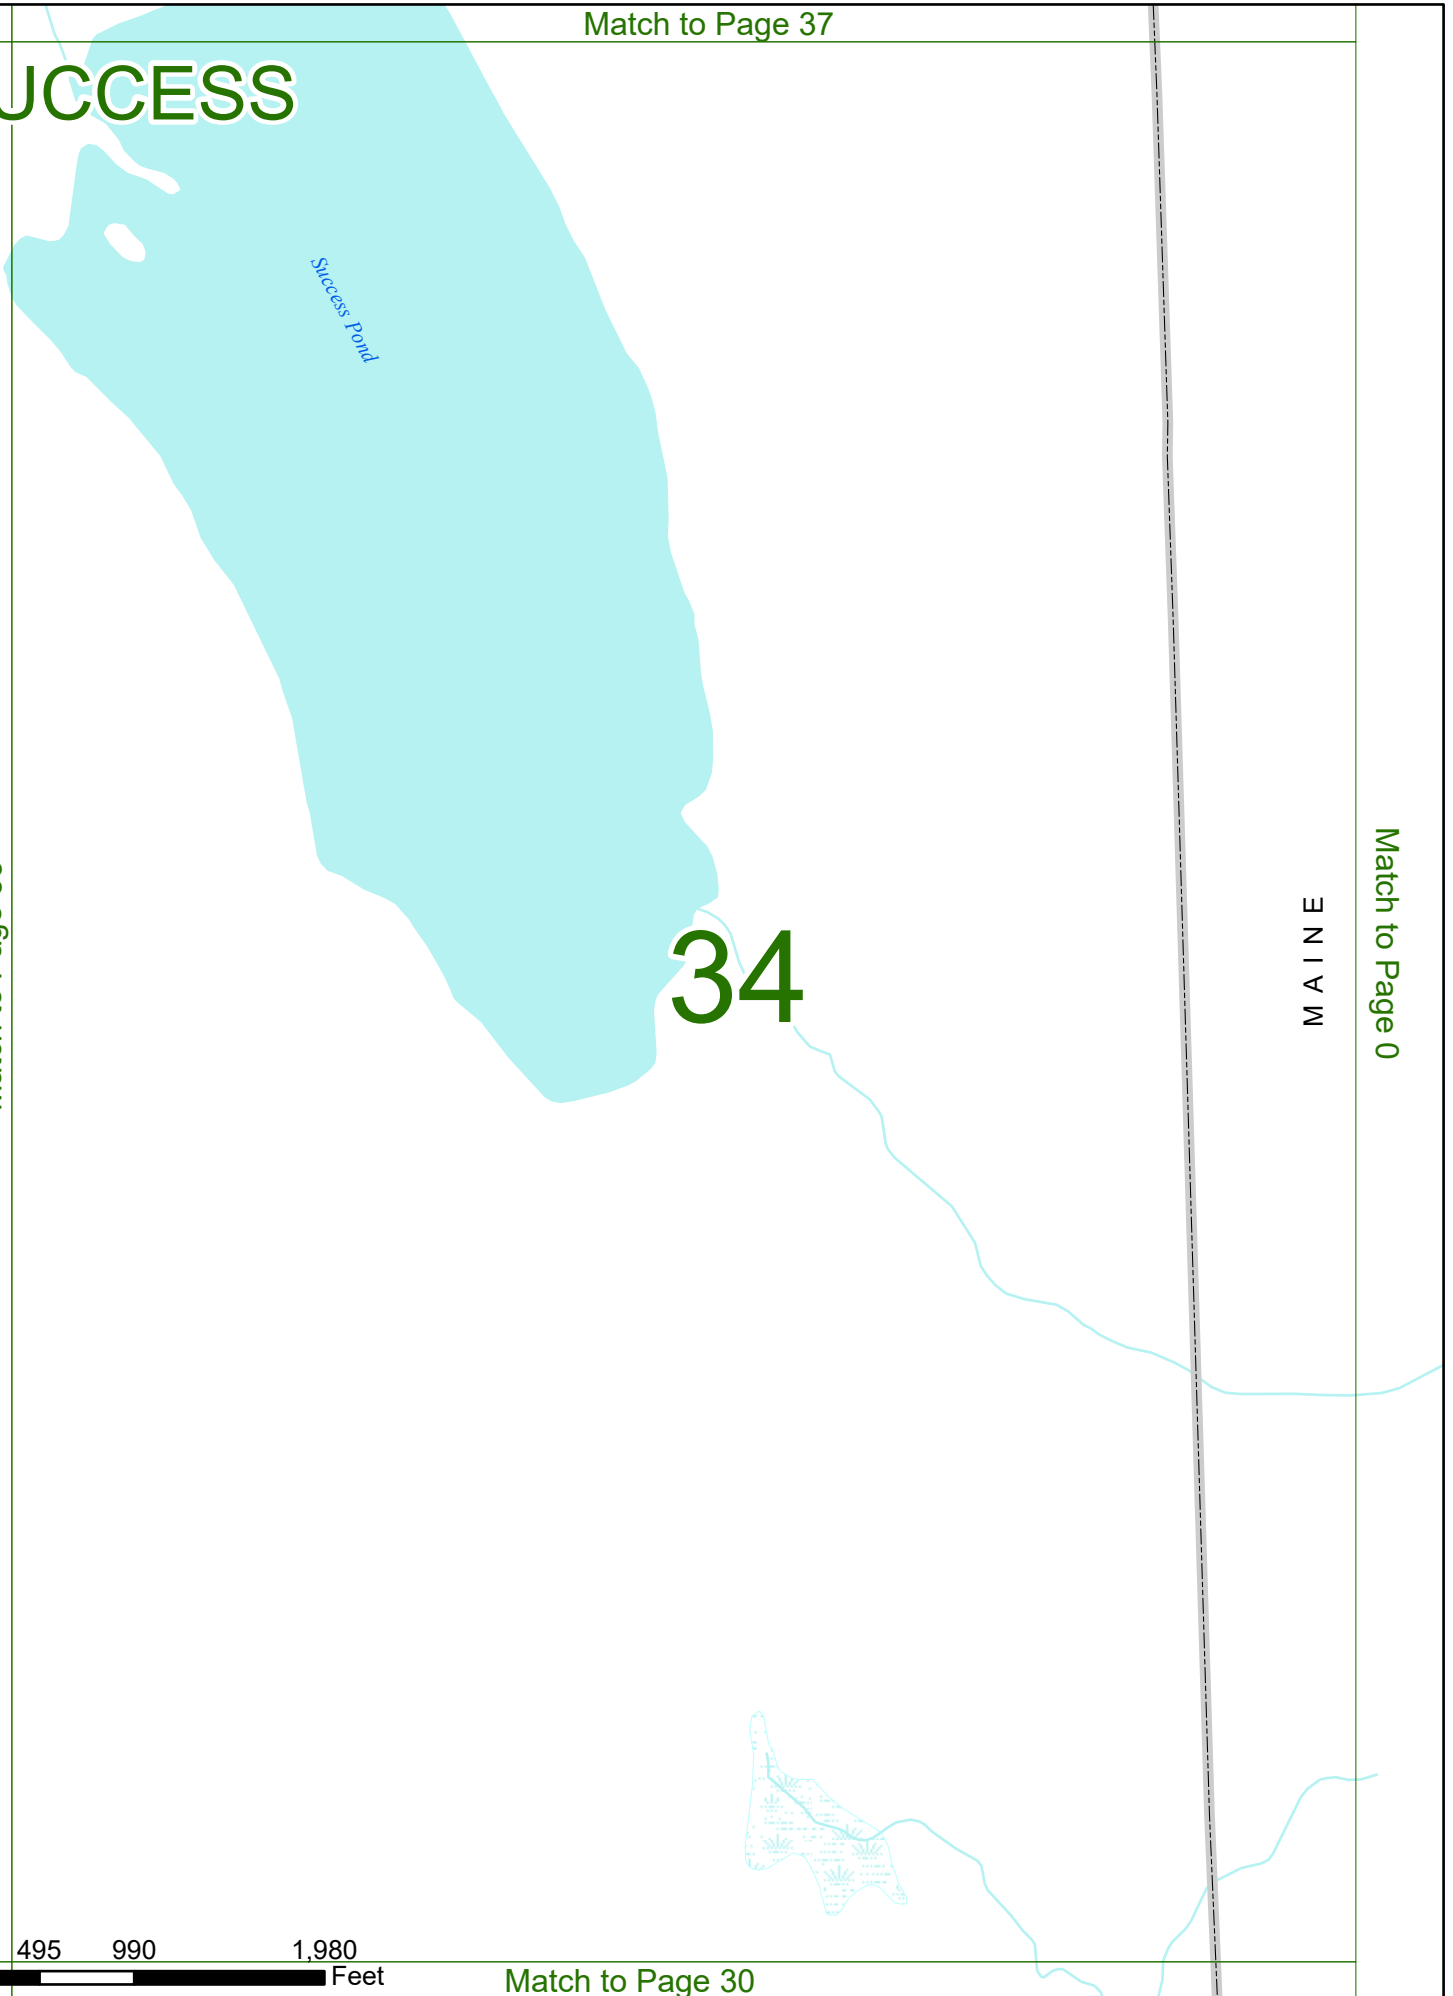 Match to Page 37
UCCESS
Success Pond
34
MAINE
Match to Page 0
495 990 1,980
Feet
Match to Page 30